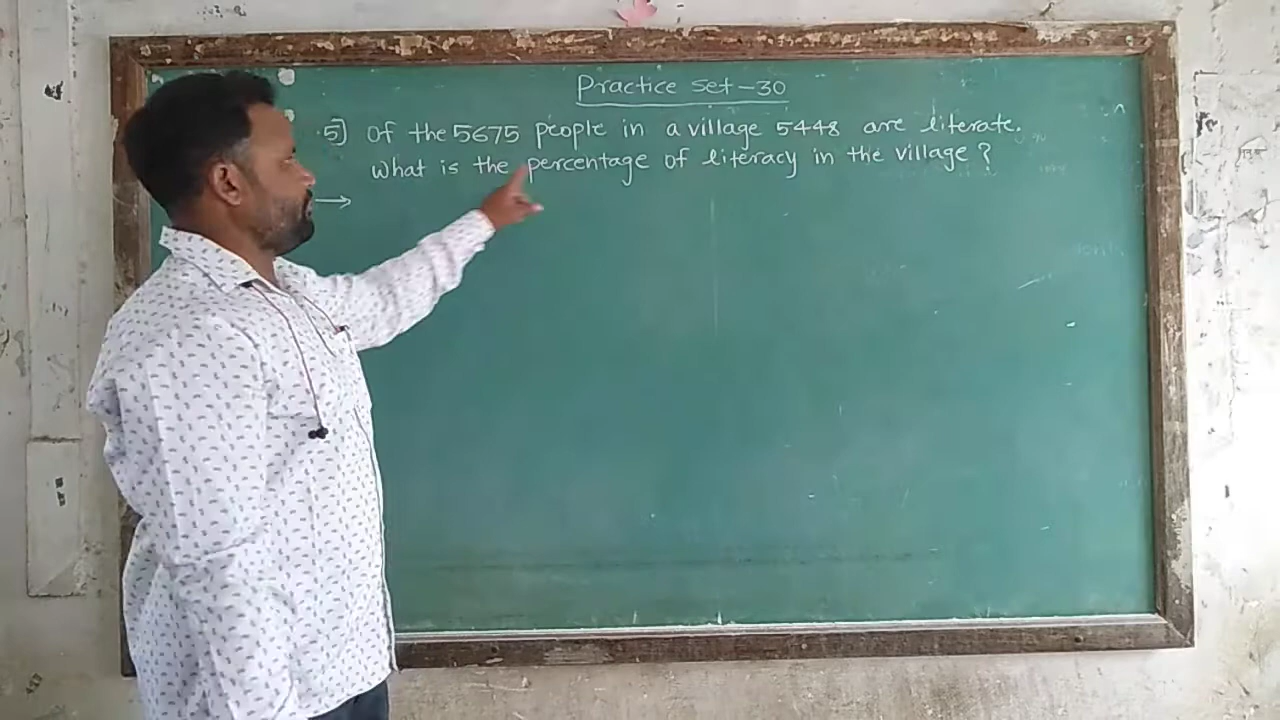 Practice Set-30
5] Of the 5675 people in a village 5448 are literate.
What is the percentage of literacy in the village?
→